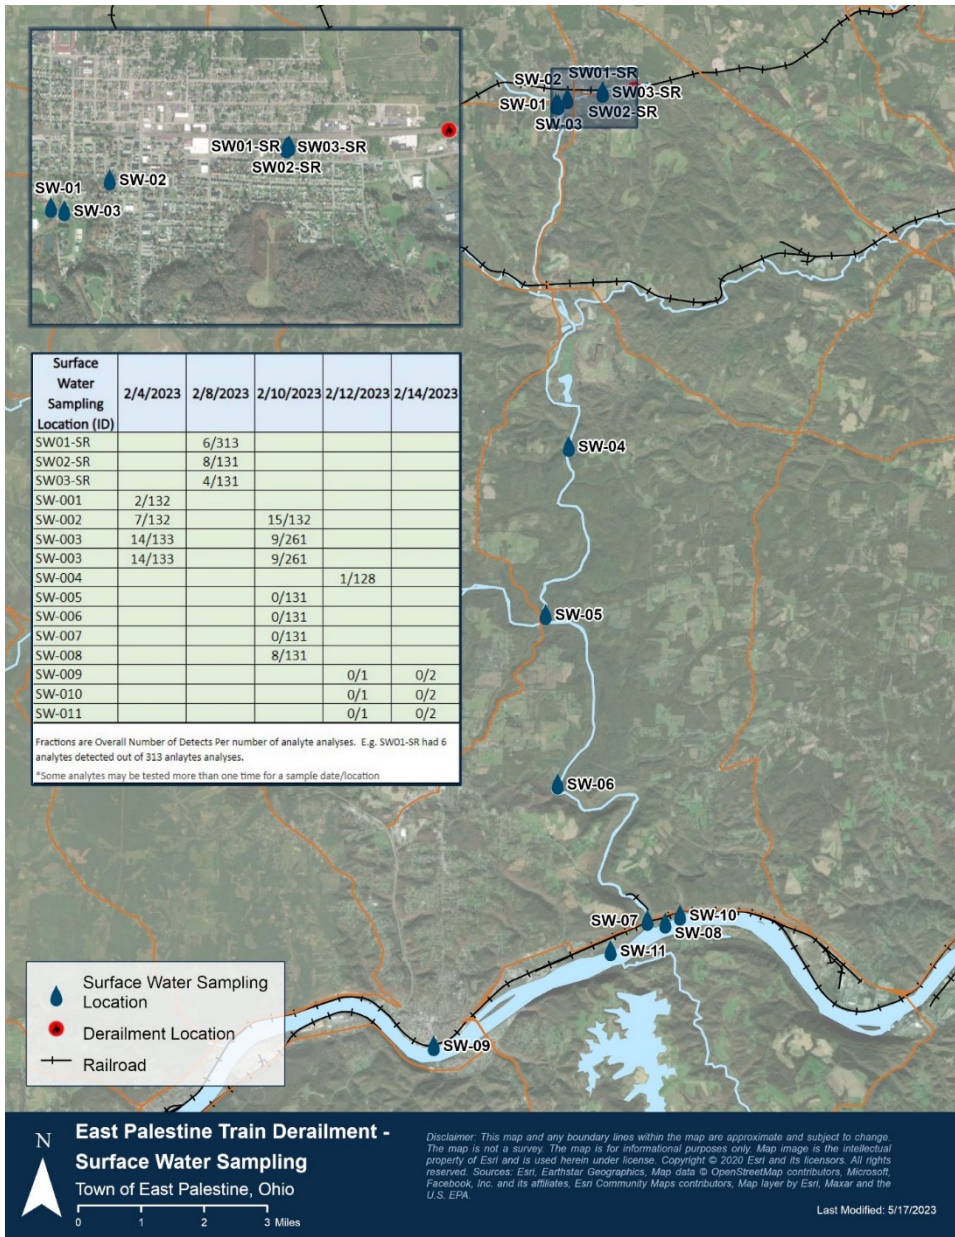 SW01-SR
SW03-SR
SW02-SR
SW-02
SW-01
SW-03
SW-02
SW01-SR
SW-01
SW03-SR
SW02-SR
SW-03
Surface Water Sampling Location (ID) 2/4/2023 2/8/2023 2/10/2023 2/12/2023 2/14/2023
SW01-SR 6/313
SW02-SR 8/131
SW03-SR 4/131
SW-001 2/132
SW-002 7/132 15/132
SW-003 14/133 9/261
SW-003 14/133 9/261
SW-004 1/128
SW-005 0/131
SW-006 0/131
SW-007 0/131
SW-008 8/131
SW-009 0/1 0/2
SW-010 0/1 0/2
SW-011 0/1 0/2
Fractions are Overall Number of Detects Per number of analyte analyses. E.g. SW01-SR had 6
analytes detected out of 313 anlaytes analyses.
*Some analytes may be tested more than one time for a sample date/location
SW-04
SW-05
SW-06
SW-07
SW-10
SW-08
SW-11
SW-09
Surface Water Sampling
Location
Derailment Location
Railroad
N
East Palestine Train Derailment -
Surface Water Sampling
Town of East Palestine, Ohio
0 1 2 3 Miles
Disclaimer: This map and any boundary lines within the map are approximate and subject to change.
The map is not a survey. The map is for informational purposes only. Map image is the intellectual
property of Esri and is used herein under license. Copyright © 2020 Esri and its licensors. All rights
reserved. Sources: Esri, Earthstar Geographics, Map data © OpenStreetMap contributors, Microsoft,
Facebook, Inc. and its affiliates, Esri Community Maps contributors, Map layer by Esri, Maxar and the
U.S. EPA.
Last Modified: 5/17/2023